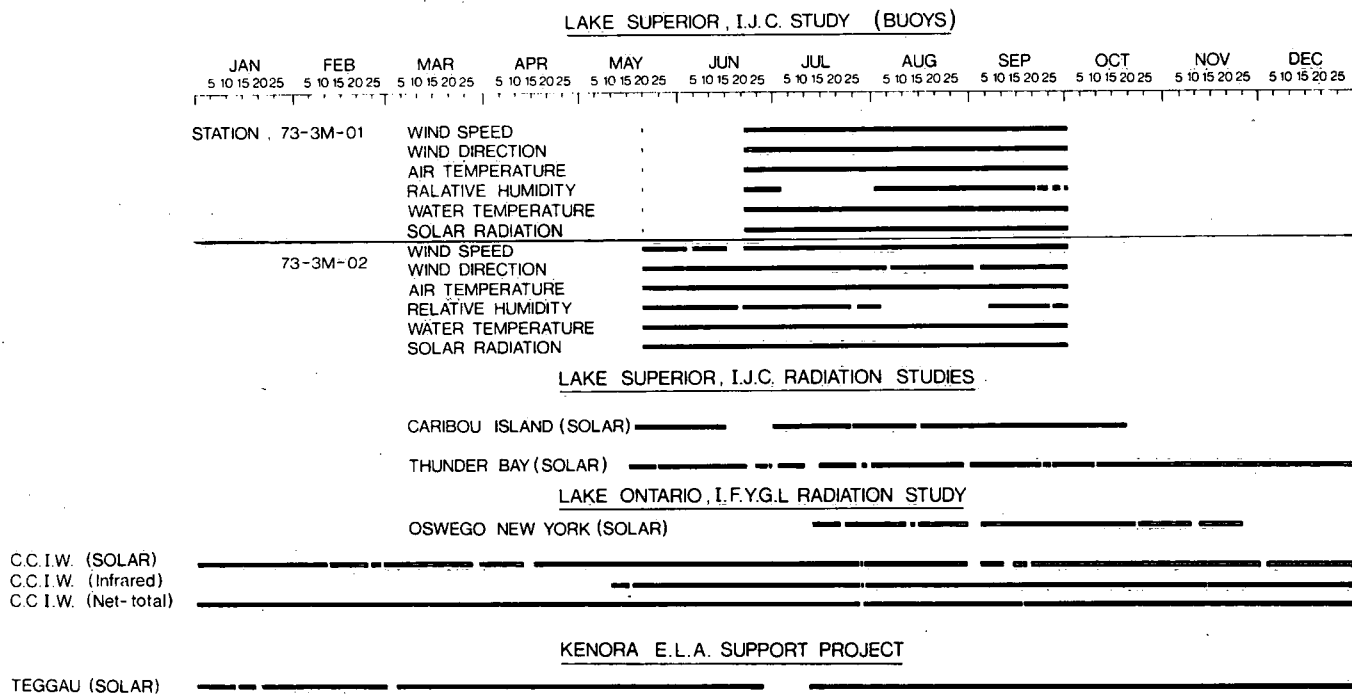 LAKE SUPERIOR, I.J.C. STUDY (BUOYS)
JAN FEB MAR APR MAY JUN JUL AUG SEP OCT NOV DEC
5 10 15 20 25 5 10 15 20 25 5 10 15 20 25 5 10 15 20 25 5 10 15 20 25 5 10 15 20 25 5 10 15 20 25 5 10 15 20 25 5 10 15 20 25 5 10 15 20 25 5 10 15 20 25 5 10 15 20 25
STATION . 73-3M-01 WIND SPEED
WIND DIRECTION
AIR TEMPERATURE
RALATIVE HUMIDITY
WATER TEMPERATURE
SOLAR RADIATION
WIND SPEED
73-3M-02 WIND DIRECTION
AIR TEMPERATURE
RELATIVE HUMIDITY
WATER TEMPERATURE
SOLAR RADIATION
LAKE SUPERIOR, I.J.C. RADIATION STUDIES
CARIBOU ISLAND (SOLAR)
THUNDER BAY (SOLAR)
LAKE ONTARIO, I.F.Y.G.L RADIATION STUDY
OSWEGO NEW YORK (SOLAR)
C.C.I.W. (SOLAR)
C.C.I.W. (Infrared)
C.C I.W. (Net-total)
KENORA E.L.A. SUPPORT PROJECT
TEGGAU (SOLAR)